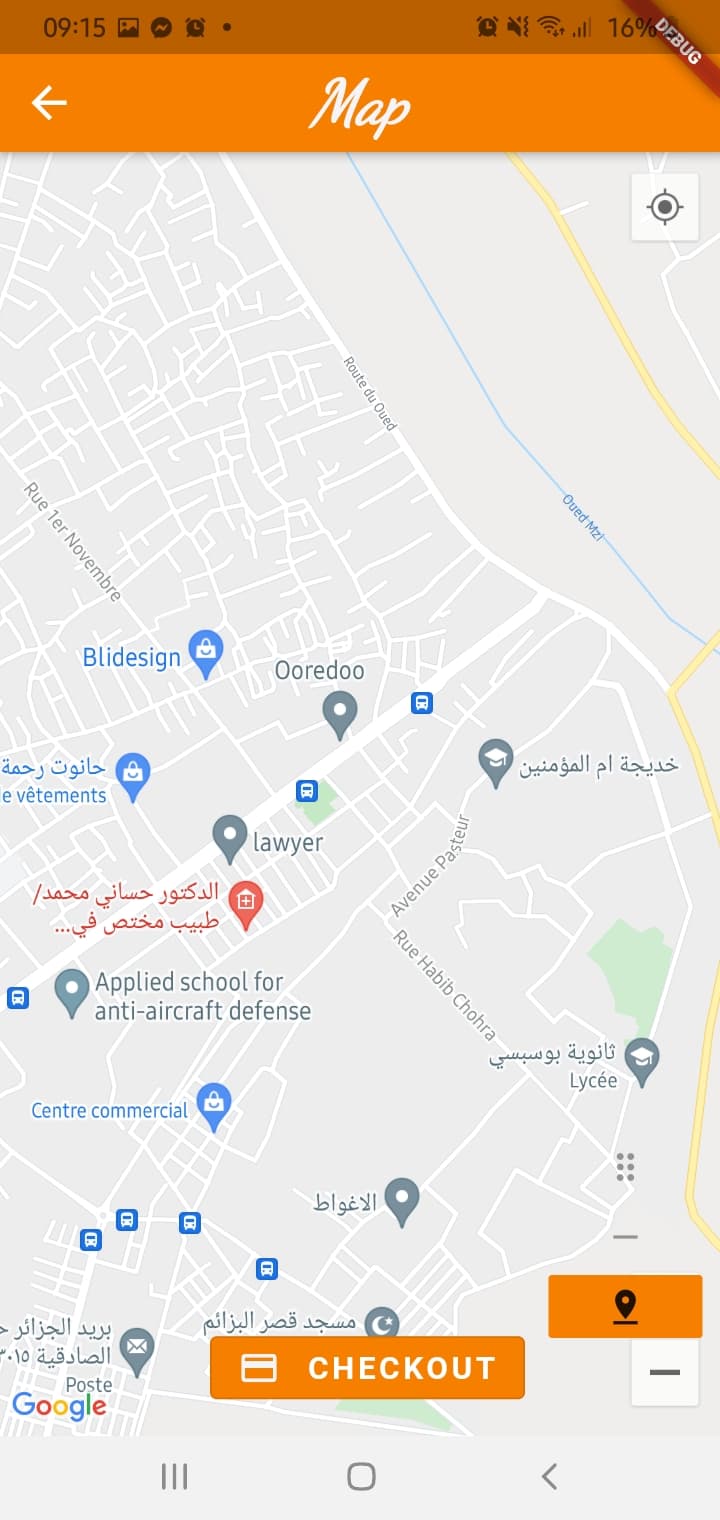 09:15
16%
DEBUG
Map
Route du Oued
Rue 1er Novembre
Oued Mzi
Blidesign
Ooredoo
حانوت رحمة
le vêtements
خديجة ام المؤمنين
lawyer
Avenue Pasteur
الدكتور حساني محمد/
طبيب مختص في...
Applied school for
anti-aircraft defense
Rue Habib Chohra
ثانوية بوسبسي
Lycée
Centre commercial
الاغواط
مسجد قصر البزائم
بريد الجزائر
الصادقية
Poste
CHECKOUT
Google